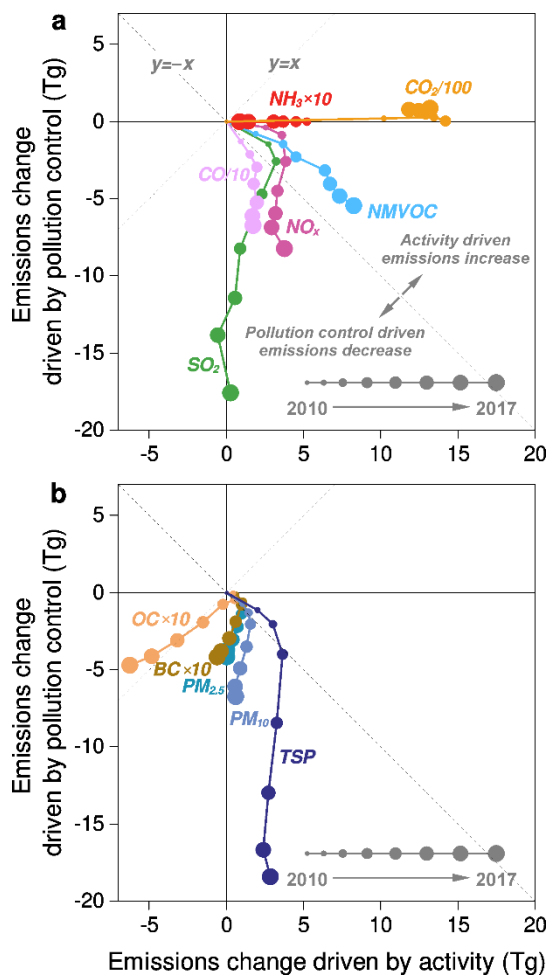 a
5
0
-5
-10
-15
-20
-5
0
5
10
15
20
Emissions change
driven by pollution control (Tg)
y=−x
y=x
NH₃×10
CO₂/100
CO/10
NOₓ
NMVOC
SO₂
Activity driven
emissions increase
Pollution control driven
emissions decrease
2010
2017
b
5
0
-5
-10
-15
-20
-5
0
5
10
15
20
Emissions change
driven by pollution control (Tg)
OC×10
BC×10
PM₂.₅
PM₁₀
TSP
2010
2017
Emissions change driven by activity (Tg)